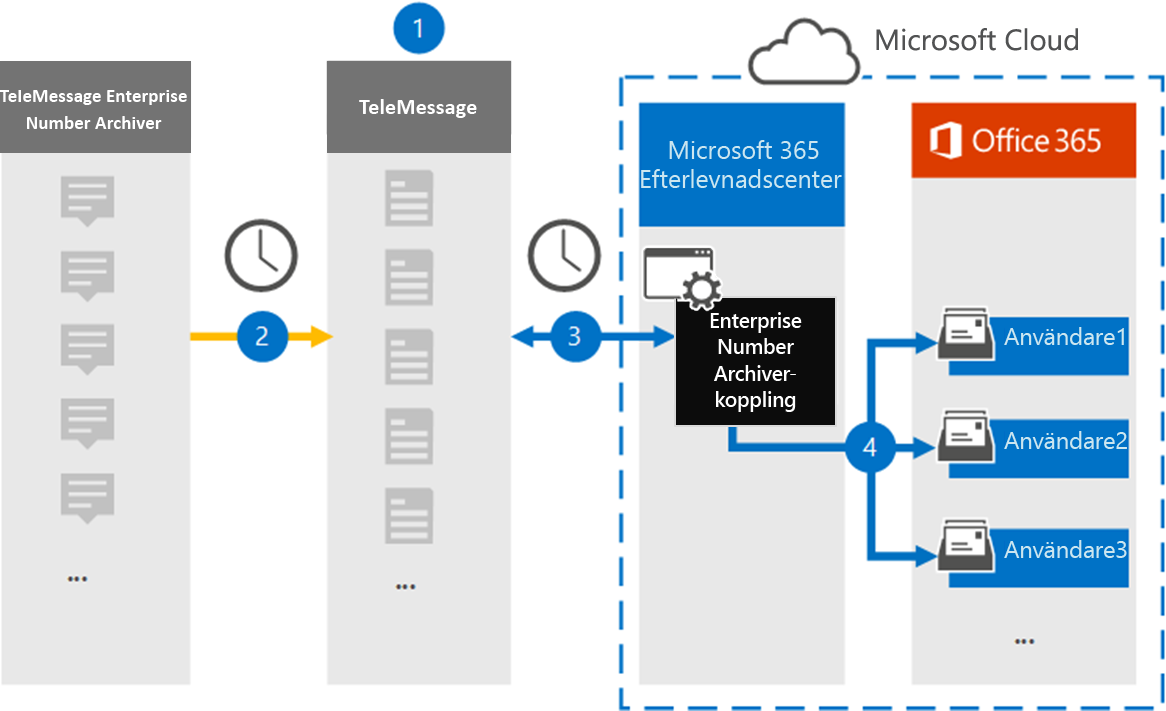 1
Microsoft Cloud
TeleMessage Enterprise
Number Archiver
TeleMessage
Microsoft 365
Efterlevnadscenter
Office 365
2
3
Enterprise
Number
Archiver-
koppling
4
Användare1
Användare2
Användare3
...
...
...